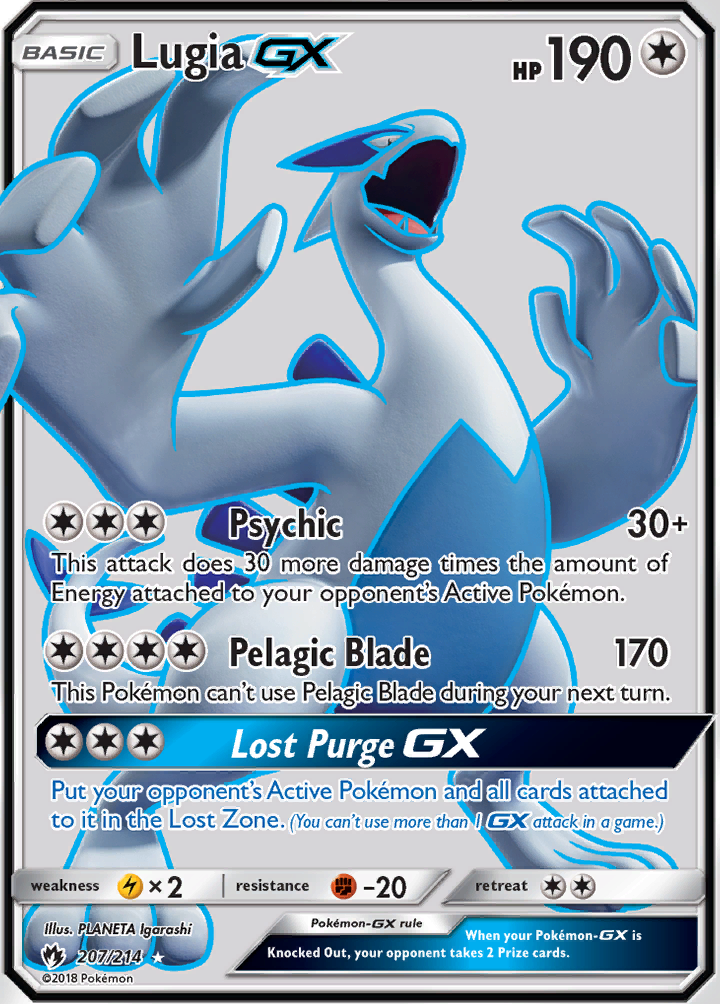 BASIC Lugia GX HP 190
Psychic 30+
This attack does 30 more damage times the amount of
Energy attached to your opponent's Active Pokémon.
Pelagic Blade 170
This Pokémon can't use Pelagic Blade during your next turn.
Lost Purge GX
Put your opponent's Active Pokémon and all cards attached
to it in the Lost Zone. (You can't use more than 1 GX attack in a game.)
weakness ×2 resistance -20 retreat
Illus. PLANETA Igarashi
207/214
©2018 Pokémon
Pokémon-GX rule
When your Pokémon-GX is
Knocked Out, your opponent takes 2 Prize cards.